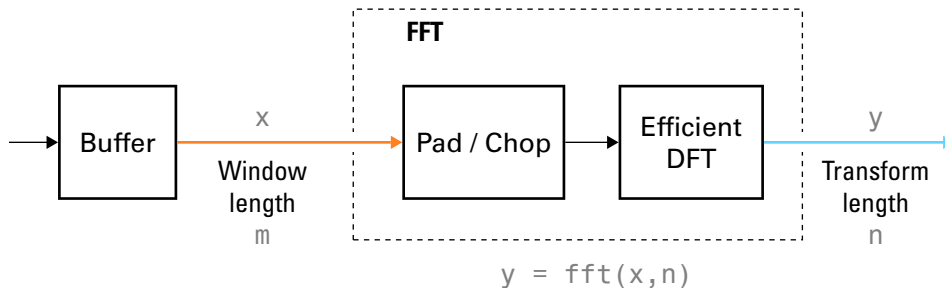 FFT
Buffer
x
Window
length
m
Pad / Chop
Efficient
DFT
y
Transform
length
n
y = fft(x,n)